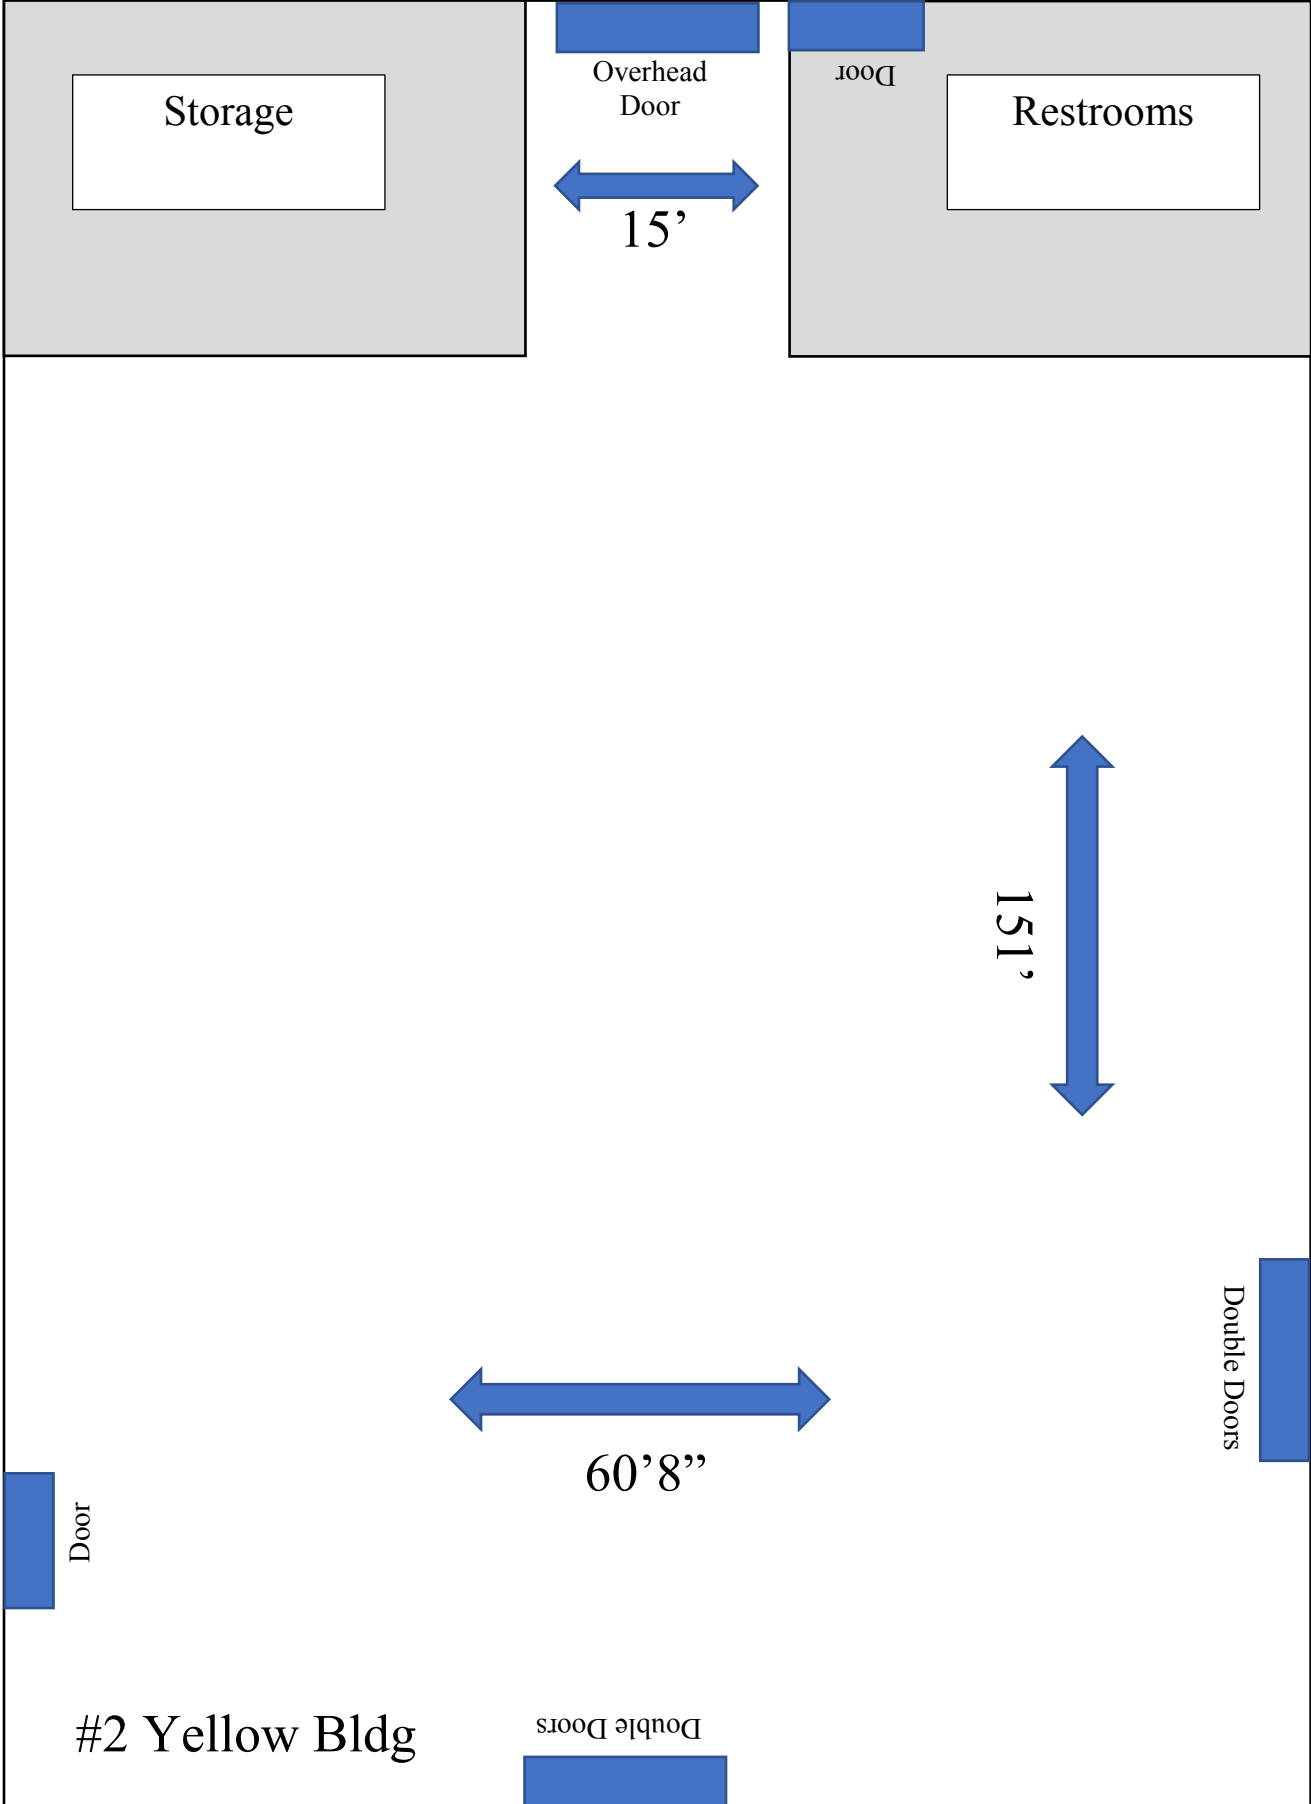 Overhead
Door
Door
Storage
Restrooms
15’
151’
Double Doors
60’8”
Door
#2 Yellow Bldg
Double Doors